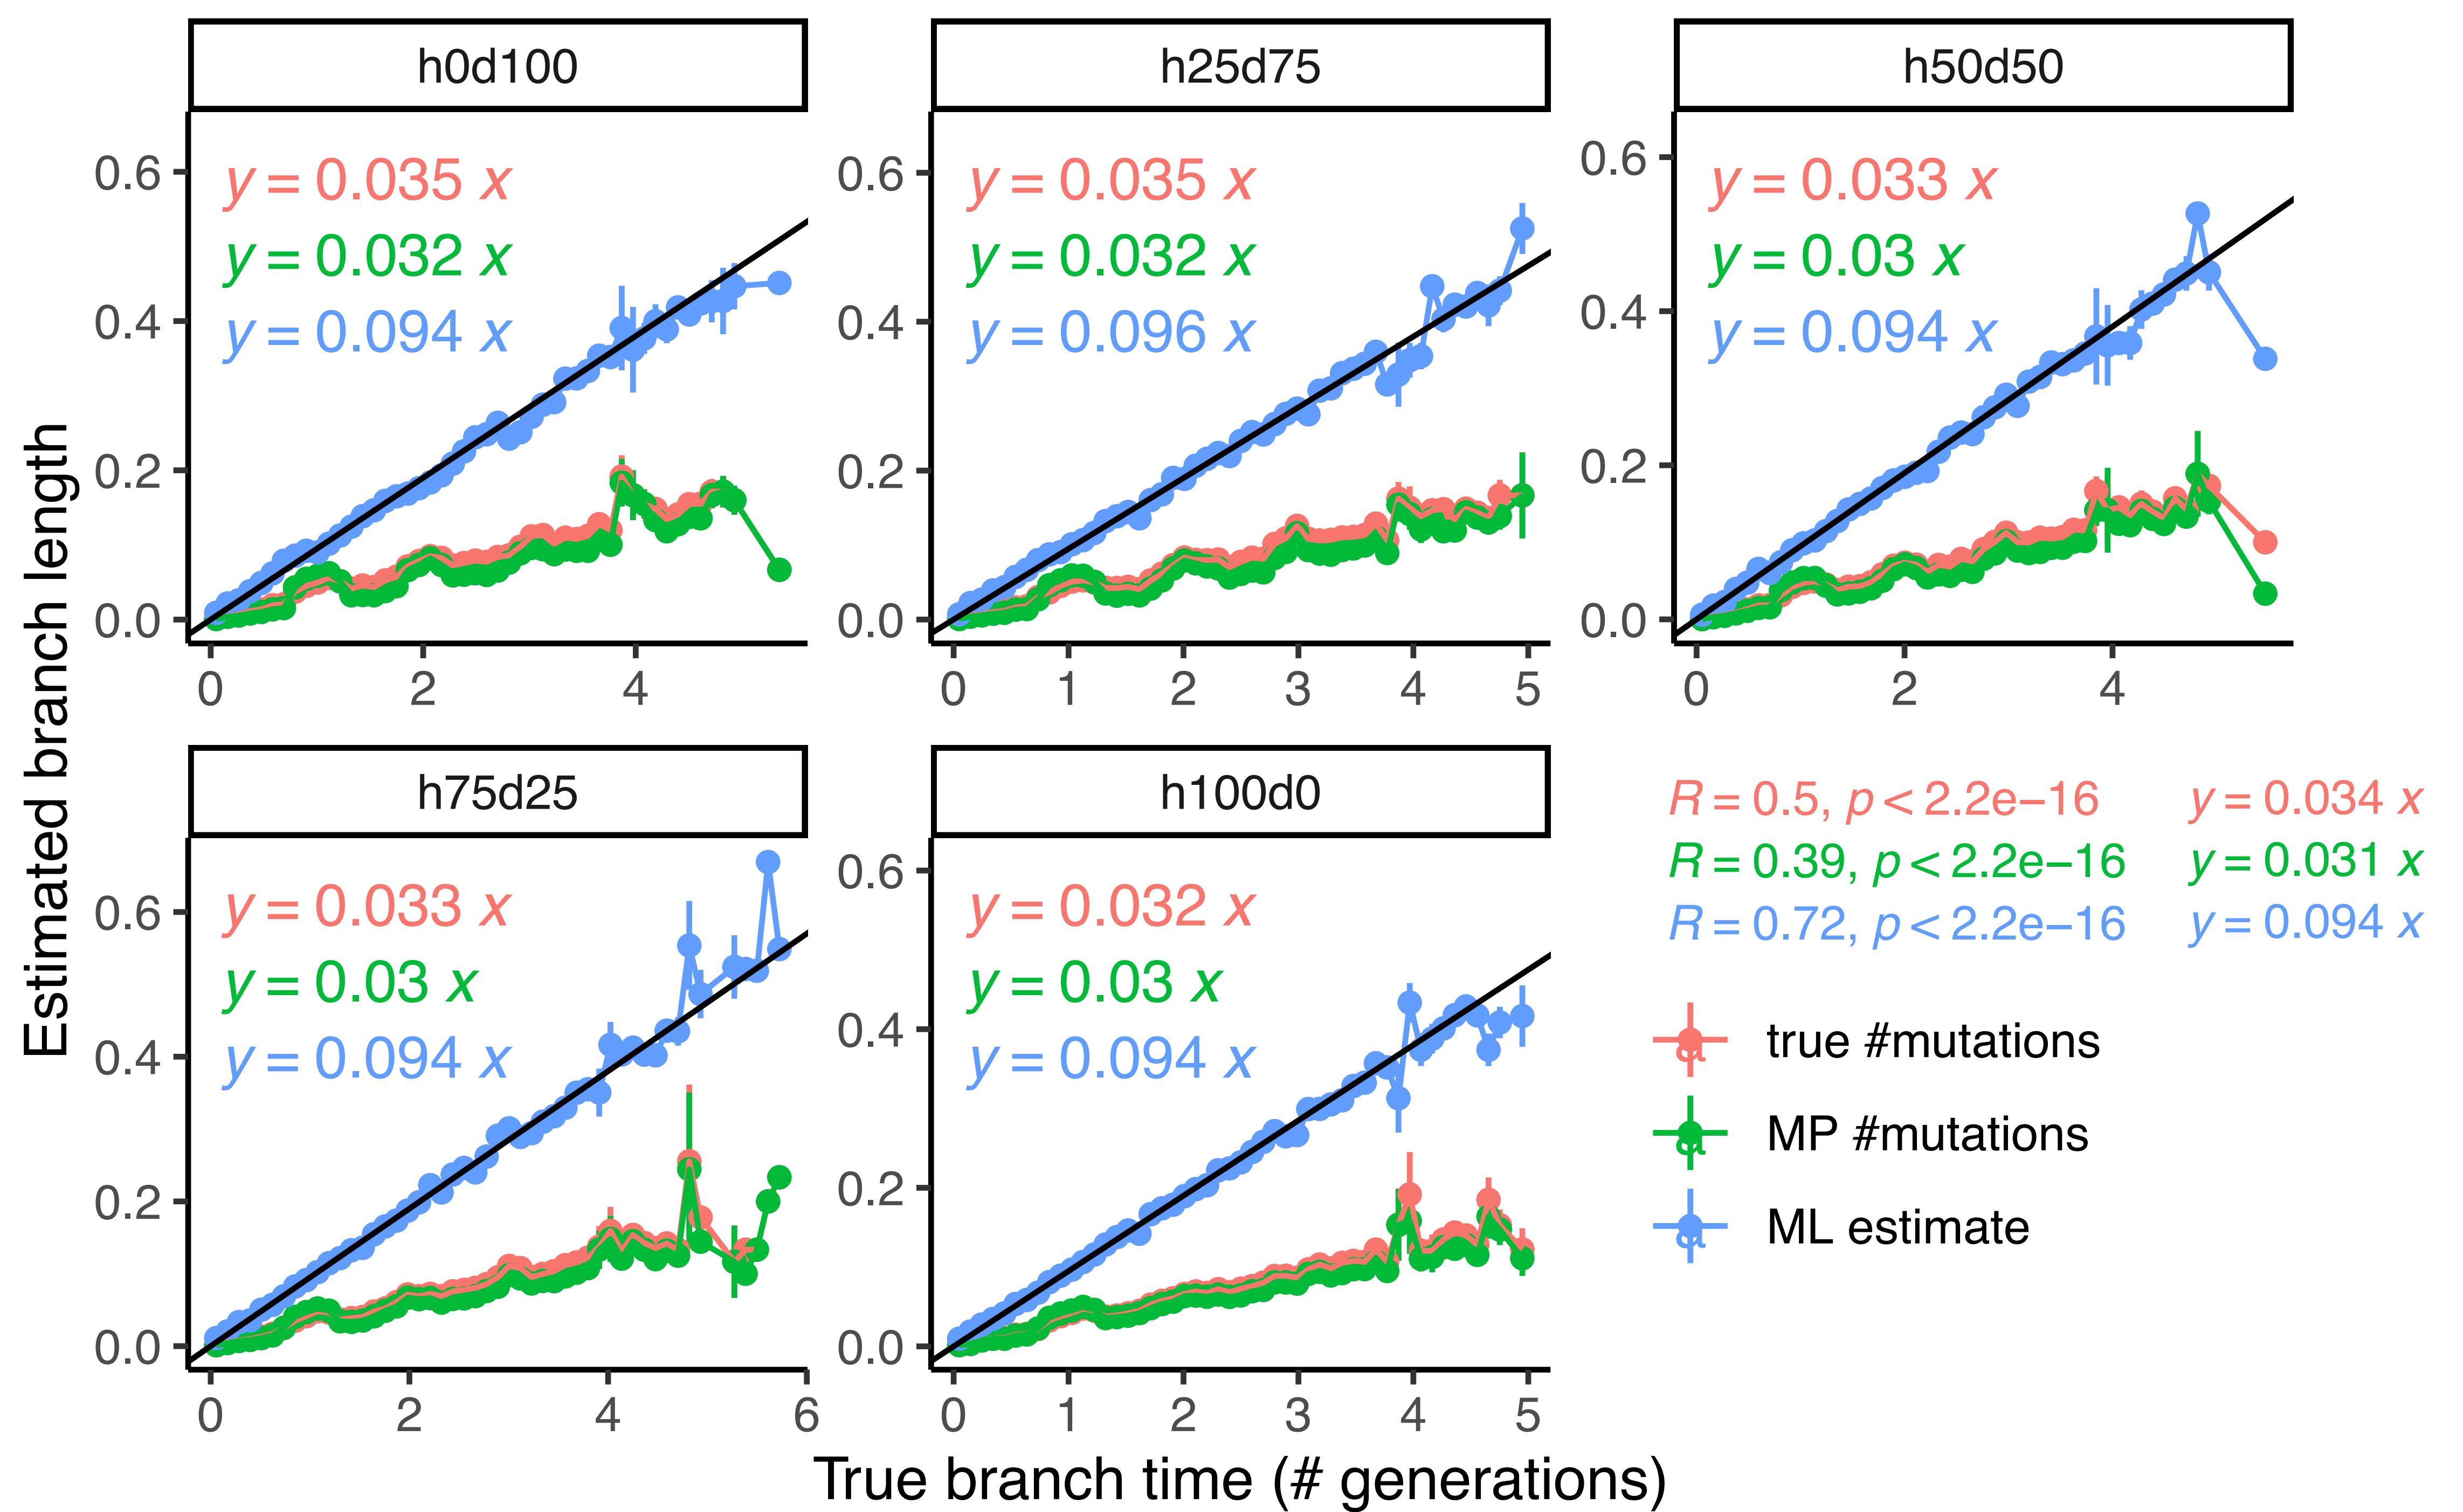 h0d100
h25d75
h50d50
0.6
0.4
0.2
0.0
y = 0.035 x
y = 0.032 x
y = 0.094 x
0 2 4
0.6
0.4
0.2
0.0
y = 0.035 x
y = 0.032 x
y = 0.096 x
0 1 2 3 4 5
0.6
0.4
0.2
0.0
y = 0.033 x
y = 0.03 x
y = 0.094 x
0 2 4
Estimated branch length
h75d25
h100d0
0.6
0.4
0.2
0.0
y = 0.033 x
y = 0.03 x
y = 0.094 x
0 2 4 6
0.6
0.4
0.2
0.0
y = 0.032 x
y = 0.03 x
y = 0.094 x
0 1 2 3 4 5
R = 0.5, p < 2.2e−16 y = 0.034 x
R = 0.39, p < 2.2e−16 y = 0.031 x
R = 0.72, p < 2.2e−16 y = 0.094 x
a true #mutations
a MP #mutations
a ML estimate
True branch time (# generations)